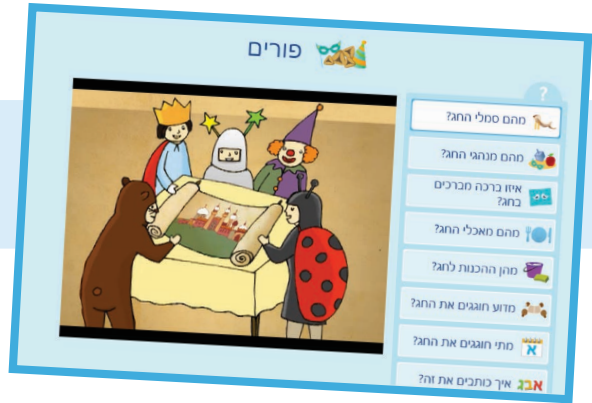 פורים
?
מהם סמלי החג?
מהם מנהגי החג?
איזו ברכה מברכים
בחג?
מהם מאכלי החג?
מהן ההכנות לחג?
מדוע חוגגים את החג?
א
מתי חוגגים את החג?
אבג
איך כותבים את זה?